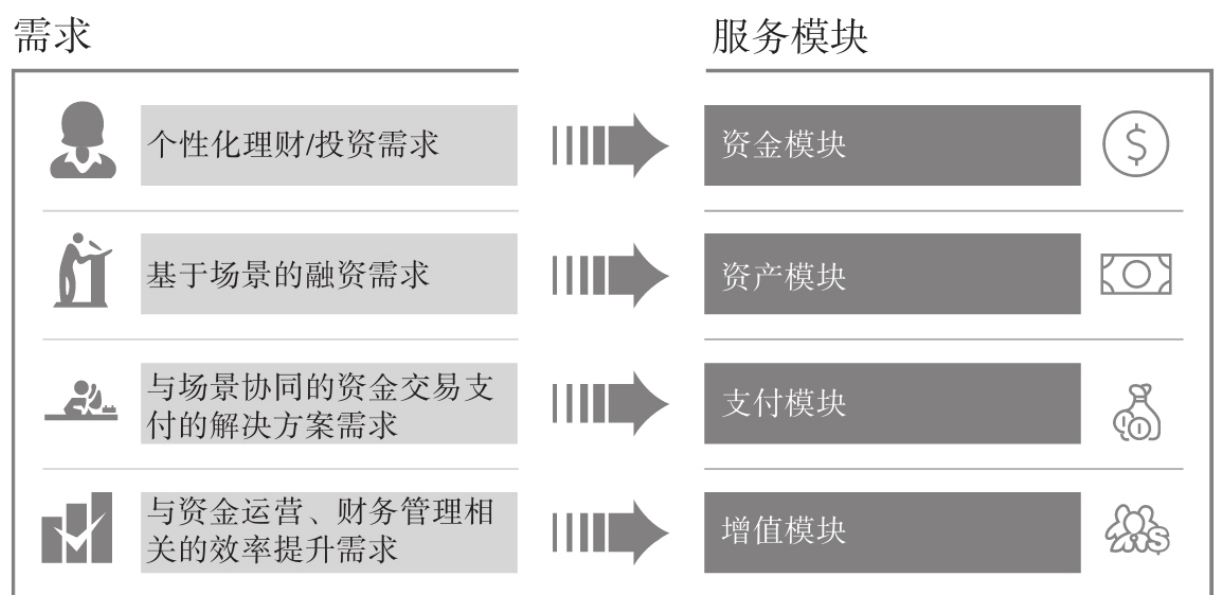 需求
服务模块
个性化理财/投资需求
资金模块
基于场景的融资需求
资产模块
与场景协同的资金交易支
付的解决方案需求
支付模块
与资金运营、财务管理相
关的效率提升需求
增值模块